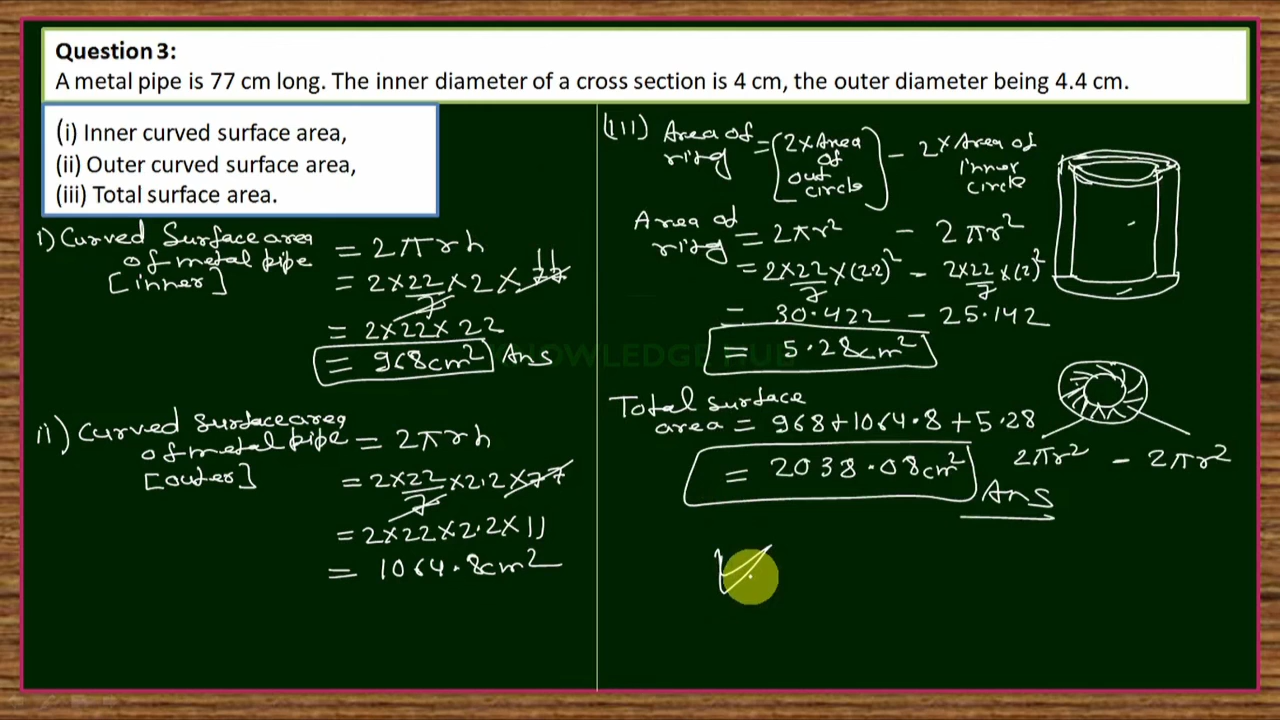 Question 3:
A metal pipe is 77 cm long. The inner diameter of a cross section is 4 cm, the outer diameter being 4.4 cm.
(i) Inner curved surface area,
(ii) Outer curved surface area,
(iii) Total surface area.
i) Curved Surface area
of metal pipe
[inner]
= 2πrh
= 2×22/7×2×77 11
= 2×22×22
= 968cm² Ans
ii) Curved Surface area
of metal pipe
[outer]
= 2πrh
= 2×22/7×2.2×77
= 2×22×2.2×11
= 1064.8cm²
(iii) Area of ring = [2×Area of out circle] - 2×Area of inner circle
Area of ring = 2πr² - 2πr²
= 2×22/7×(22)² - 2×22/7×(2)²
= 30.422 - 25.142
= 5.28cm²
Total surface
area = 968+1064.8+5.28
= 2038.08cm²
Ans
2πr² - 2πr²
KNOWLEDGE HUB